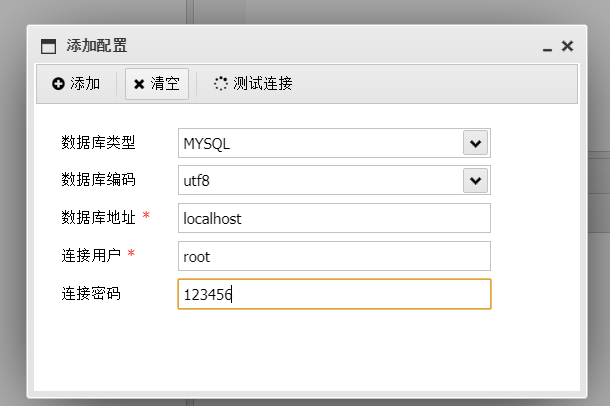 添加配置
添加 清空 测试连接
数据库类型 MYSQL
数据库编码 utf8
数据库地址 * localhost
连接用户 * root
连接密码 123456